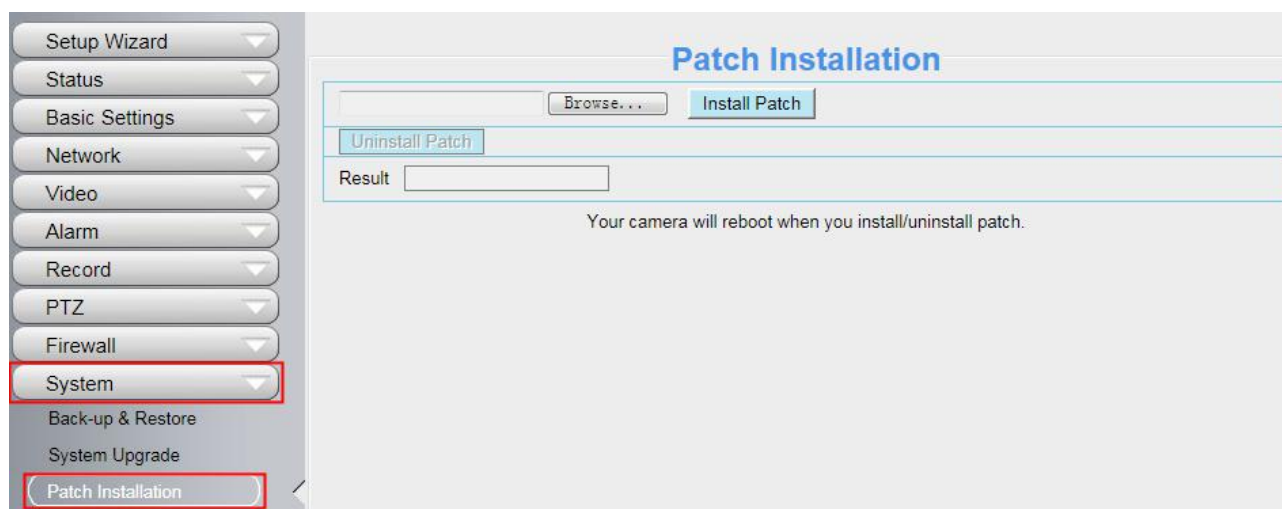 Setup Wizard
Status
Basic Settings
Network
Video
Alarm
Record
PTZ
Firewall
System
Back-up & Restore
System Upgrade
Patch Installation
Patch Installation
Browse... Install Patch
Uninstall Patch
Result
Your camera will reboot when you install/uninstall patch.